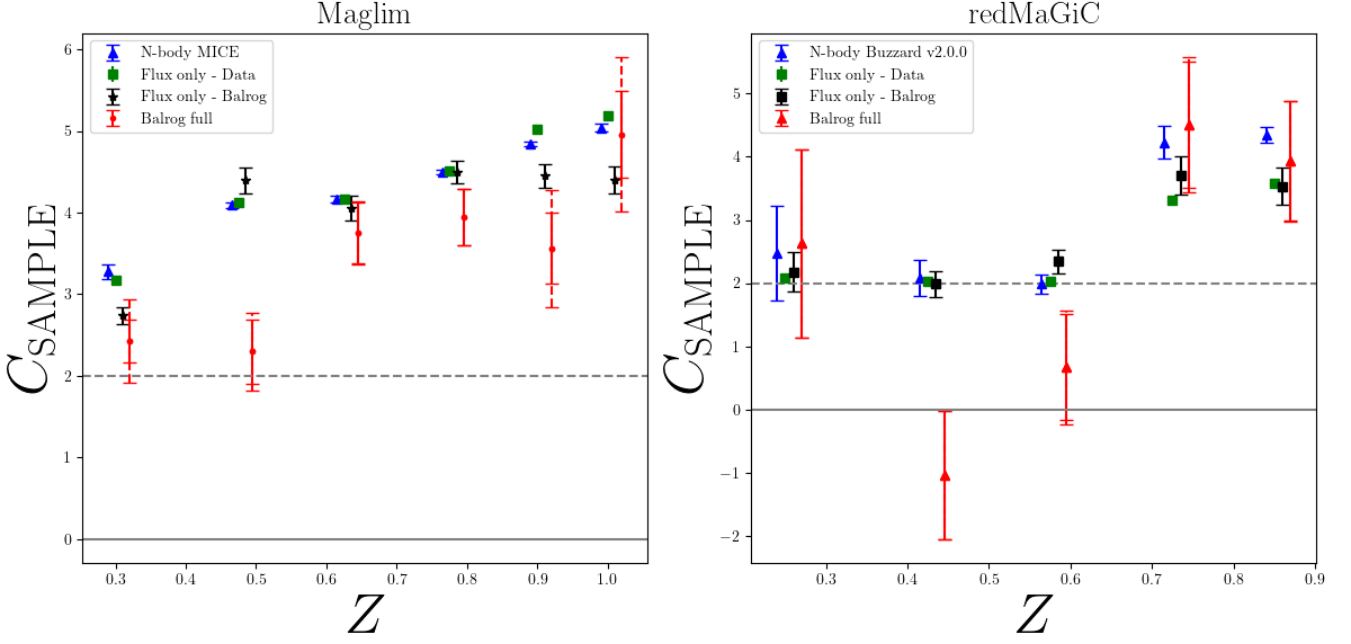 Maglim
6
5
4
3
2
1
0
C_SAMPLE
N-body MICE
Flux only - Data
Flux only - Balrog
Balrog full
0.3 0.4 0.5 0.6 0.7 0.8 0.9 1.0
Z
redMaGiC
5
4
3
2
1
0
−1
−2
C_SAMPLE
N-body Buzzard v2.0.0
Flux only - Data
Flux only - Balrog
Balrog full
0.3 0.4 0.5 0.6 0.7 0.8 0.9
Z